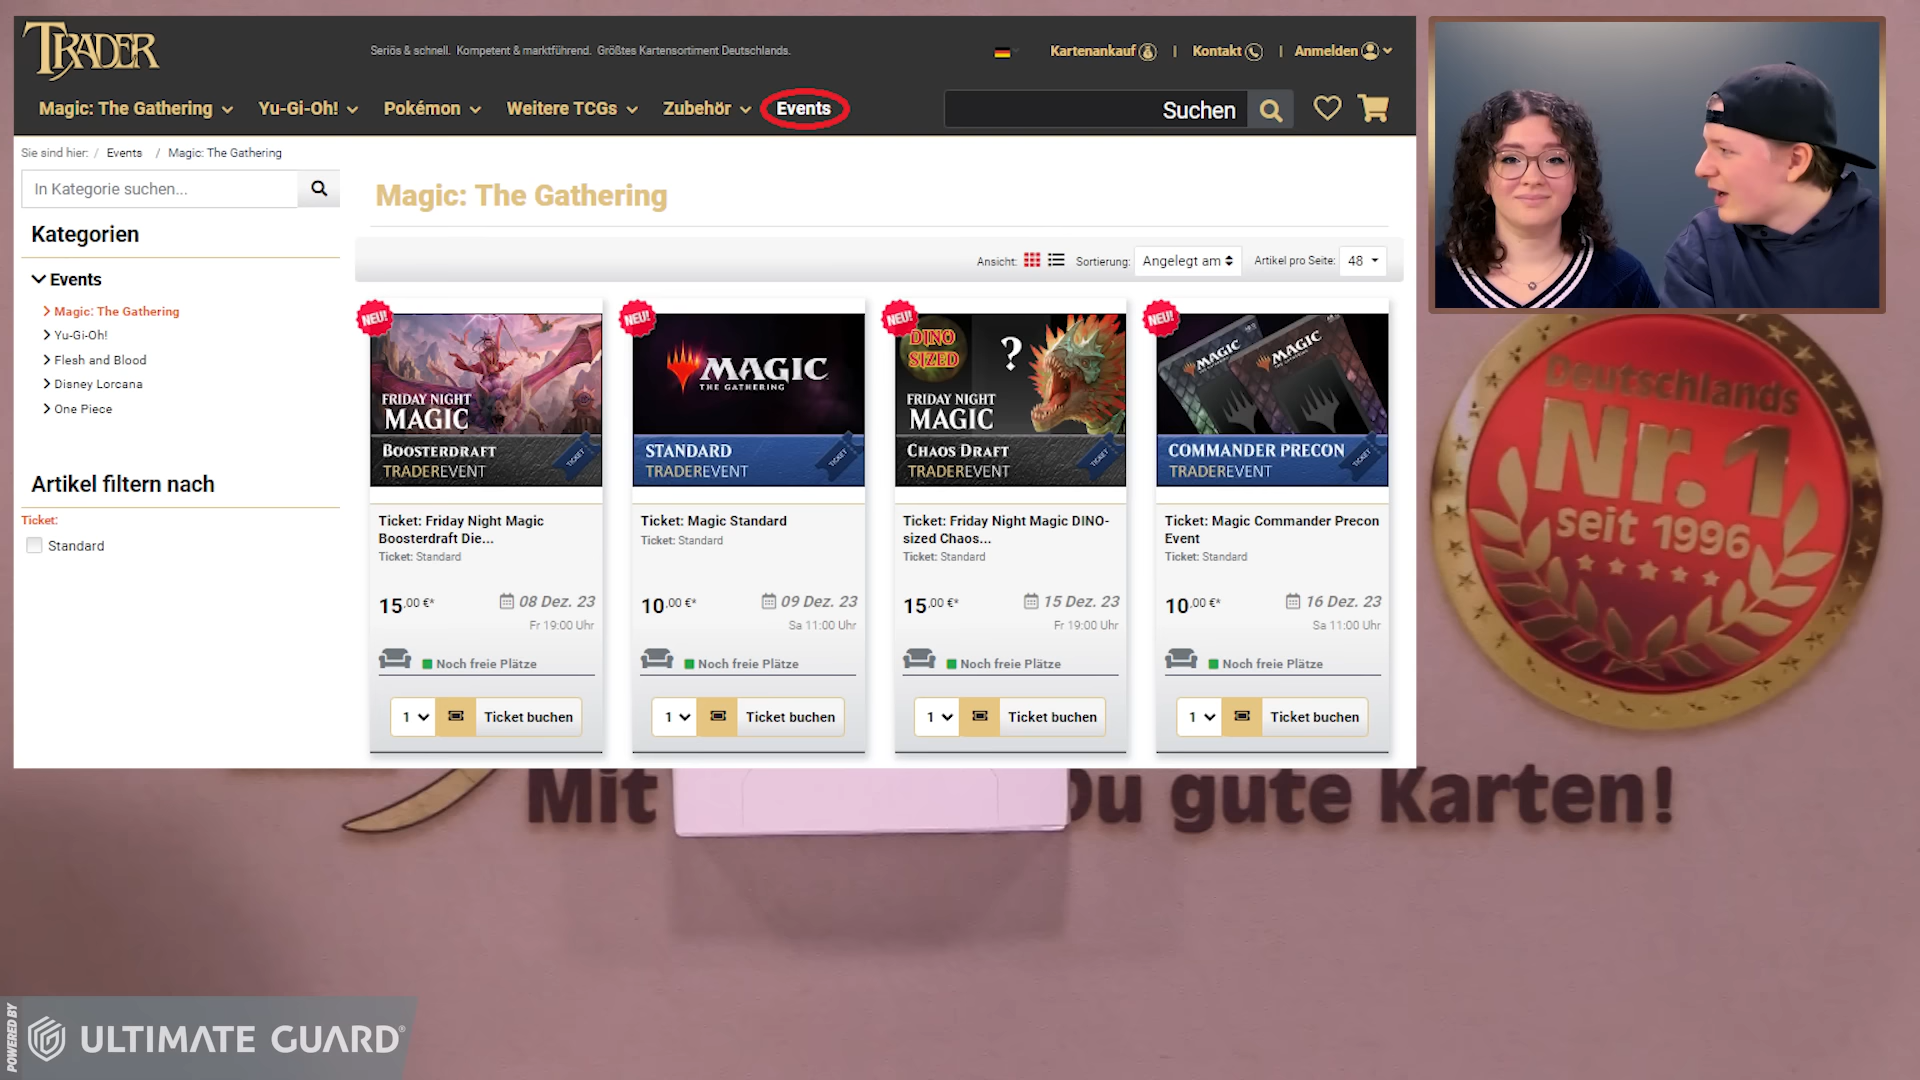 TRADER
Seriös & schnell. Kompetent & marktführend. Größtes Kartensortiment Deutschlands.
Kartenankauf | Kontakt | Anmelden
Magic: The Gathering Yu-Gi-Oh! Pokémon Weitere TCGs Zubehör Events
Suchen
Sie sind hier: / Events / Magic: The Gathering
In Kategorie suchen...
Kategorien
Events
Magic: The Gathering
Yu-Gi-Oh!
Flesh and Blood
Disney Lorcana
One Piece
Artikel filtern nach
Ticket:
Standard
Magic: The Gathering
Ansicht: Sortierung: Angelegt am Artikel pro Seite: 48
NEU!
FRIDAY NIGHT
MAGIC
BOOSTERDRAFT
TRADEREVENT
TICKET
Ticket: Friday Night Magic
Boosterdraft Die...
Ticket: Standard
15,00 €* 08 Dez. 23
Fr 19:00 Uhr
Noch freie Plätze
1 Ticket buchen
NEU!
MAGIC
THE GATHERING
STANDARD
TRADEREVENT
TICKET
Ticket: Magic Standard
Ticket: Standard
10,00 €* 09 Dez. 23
Sa 11:00 Uhr
Noch freie Plätze
1 Ticket buchen
NEU!
DINO
SIZED
?
FRIDAY NIGHT
MAGIC
CHAOS DRAFT
TRADEREVENT
TICKET
Ticket: Friday Night Magic DINO-
sized Chaos...
Ticket: Standard
15,00 €* 15 Dez. 23
Fr 19:00 Uhr
Noch freie Plätze
1 Ticket buchen
NEU!
MAGIC
MAGIC
COMMANDER PRECON
TRADEREVENT
TICKET
Ticket: Magic Commander Precon
Event
Ticket: Standard
10,00 €* 16 Dez. 23
Sa 11:00 Uhr
Noch freie Plätze
1 Ticket buchen
Deutschlands
Nr. 1
seit 1996
Mit Du gute Karten!
POWERED BY
ULTIMATE GUARD®